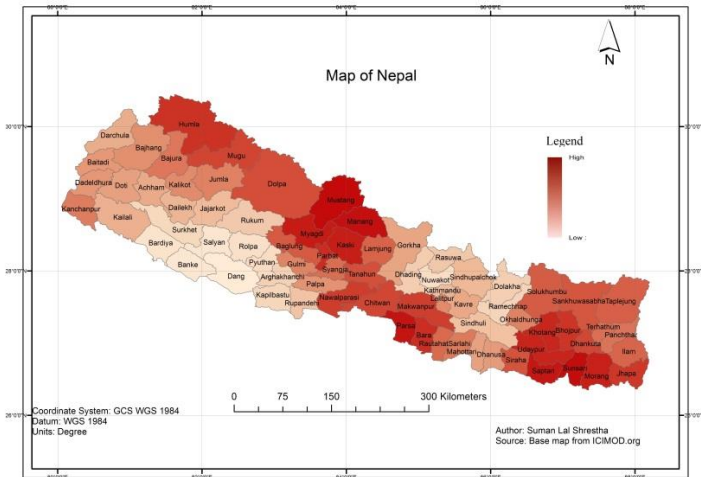 Map of Nepal
N
Legend
High
Low :
Humla
Darchula
Bajhang
Mugu
Bajura
Baitadi
Dadeldhura
Doti
Achham
Kalikot
Jumla
Dolpa
Mustang
Kanchanpur
Kailali
Dailekh
Jajarkot
Rukum
Manang
Myagdi
Surkhet
Bardiya
Salyan
Rolpa
Baglung
Kaski
Lamjung
Gorkha
Parbat
Rasuwa
Banke
Pyuthan
Gulmi
Syangja
Tanahun
Dhading
Nuwakot
Sindhupalchok
Dolakha
Dang
Arghakhanchi
Palpa
Kathmandu
Lalitpur
Kavre
Ramechhap
Solukhumbu
Sankhuwasabha
Taplejung
Kapilbastu
Rupandehi
Nawalparasi
Chitwan
Makwanpur
Okhaldhunga
Khotang
Bhojpur
Terhathum
Panchthar
Parsa
Bara
Sindhuli
Rautahat
Sarlahi
Mahottari
Dhanusa
Siraha
Udaypur
Dhankuta
Ilam
Saptari
Sunsari
Morang
Jhapa
0 75 150 300 Kilometers
Coordinate System: GCS WGS 1984
Datum: WGS 1984
Units: Degree
Author: Suman Lal Shrestha
Source: Base map from ICIMOD.org